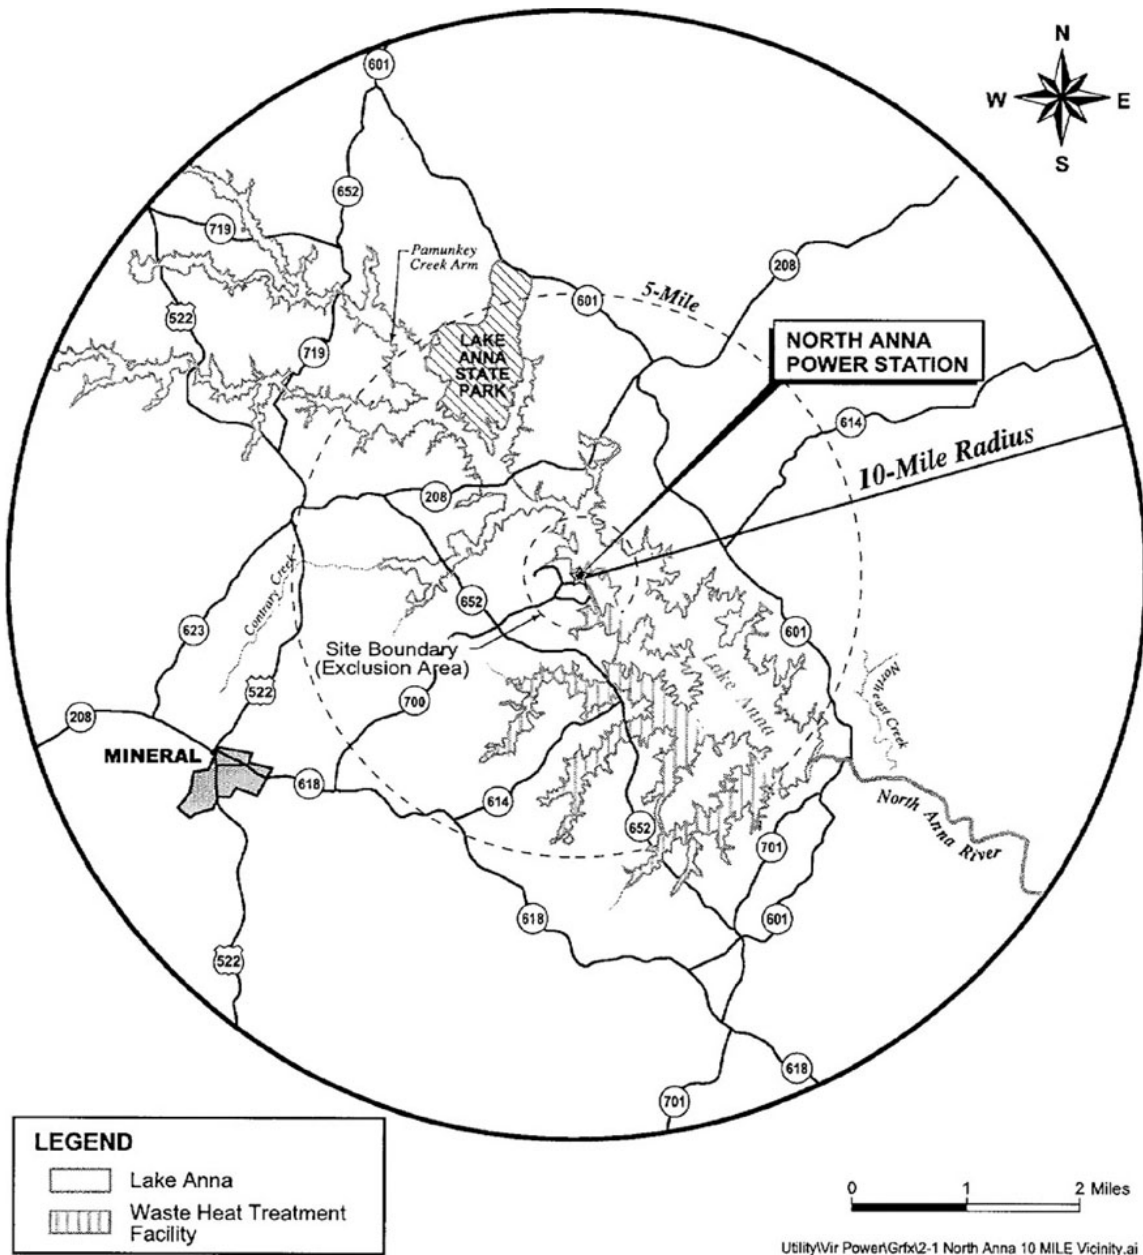 N
W
E
S
601
652
719
Pamunkey
Creek Arm
208
522
601
5-Mile
NORTH ANNA
POWER STATION
719
LAKE
ANNA
STATE
PARK
614
10-Mile Radius
208
Contrary Creek
652
623
Site Boundary
(Exclusion Area)
601
Lake Anna
Northeast Creek
522
700
208
MINERAL
618
614
North Anna River
652
701
618
601
522
618
701
LEGEND
Lake Anna
Waste Heat Treatment
Facility
0
1
2 Miles
Utility\Vir Power\Grfx\2-1 North Anna 10 MILE Vicinity.ai